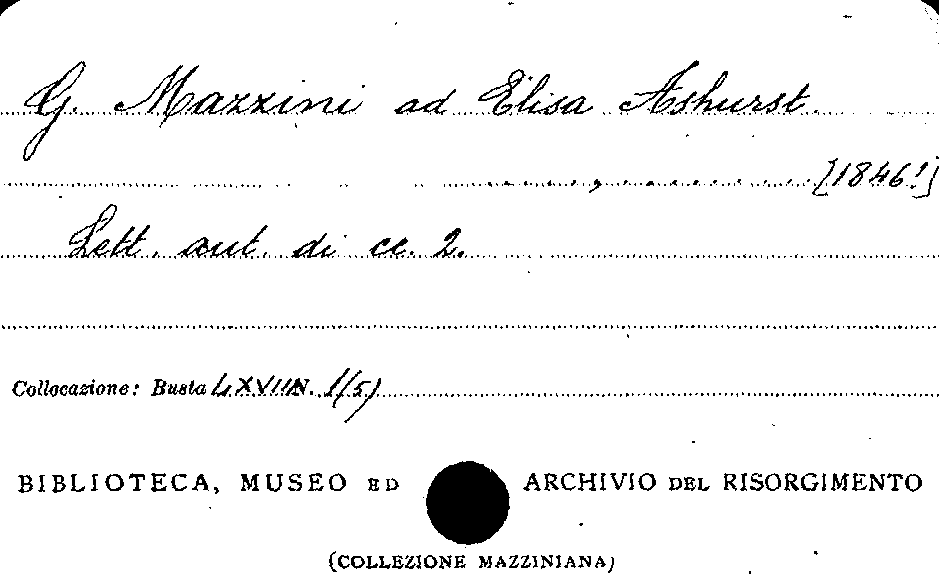 G. Mazzini ad Elisa Ashurst.
[1846!]
Lett. aut. di cc. 2.
Collocazione: Busta LXVII N. 1(5)
BIBLIOTECA, MUSEO ED ARCHIVIO DEL RISORGIMENTO
(COLLEZIONE MAZZINIANA)